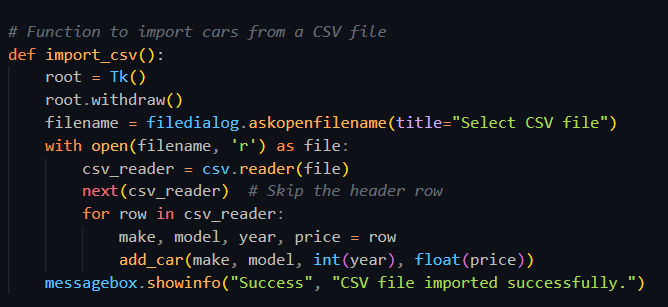 # Function to import cars from a CSV file
def import_csv():
    root = Tk()
    root.withdraw()
    filename = filedialog.askopenfilename(title="Select CSV file")
    with open(filename, 'r') as file:
        csv_reader = csv.reader(file)
        next(csv_reader)  # Skip the header row
        for row in csv_reader:
            make, model, year, price = row
            add_car(make, model, int(year), float(price))
    messagebox.showinfo("Success", "CSV file imported successfully.")